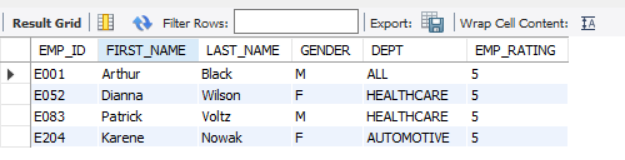 Result Grid Filter Rows: Export: Wrap Cell Content: IA
EMP_ID FIRST_NAME LAST_NAME GENDER DEPT EMP_RATING
E001 Arthur Black M ALL 5
E052 Dianna Wilson F HEALTHCARE 5
E083 Patrick Voltz M HEALTHCARE 5
E204 Karene Nowak F AUTOMOTIVE 5